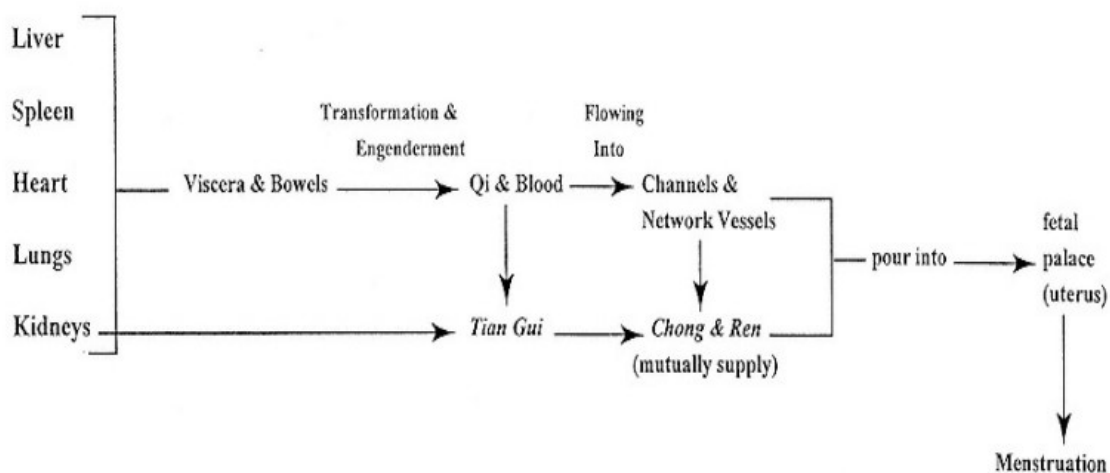 Liver
Spleen
Transformation &
Engenderment
Flowing
Into
Heart
Viscera & Bowels
Qi & Blood
Channels &
Network Vessels
fetal
palace
(uterus)
pour into
Lungs
Kidneys
Tian Gui
Chong & Ren
(mutually supply)
Menstruation